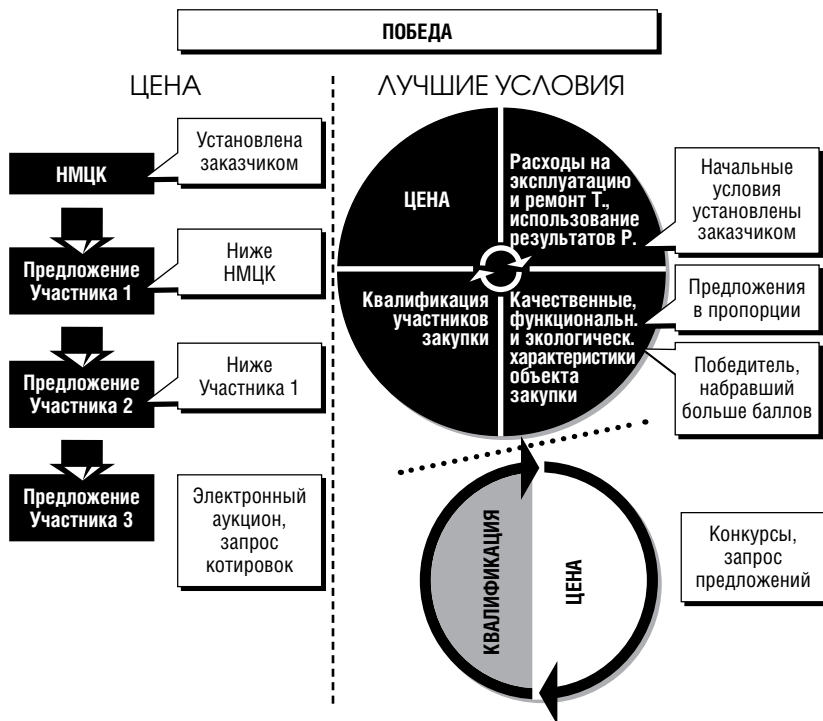 ПОБЕДА
ЦЕНА
НМЦК
Установлена
заказчиком
Предложение
Участника 1
Ниже
НМЦК
Предложение
Участника 2
Ниже
Участника 1
Предложение
Участника 3
Электронный
аукцион,
запрос
котировок
ЛУЧШИЕ УСЛОВИЯ
ЦЕНА
Расходы на
эксплуатацию
и ремонт Т.,
использование
результатов Р.
Квалификация
участников
закупки
Качественные,
функциональн.
и экологическ.
характеристики
объекта
закупки
Начальные
условия
установлены
заказчиком
Предложения
в пропорции
Победитель,
набравший
больше баллов
КВАЛИФИКАЦИЯ
ЦЕНА
Конкурсы,
запрос
предложений